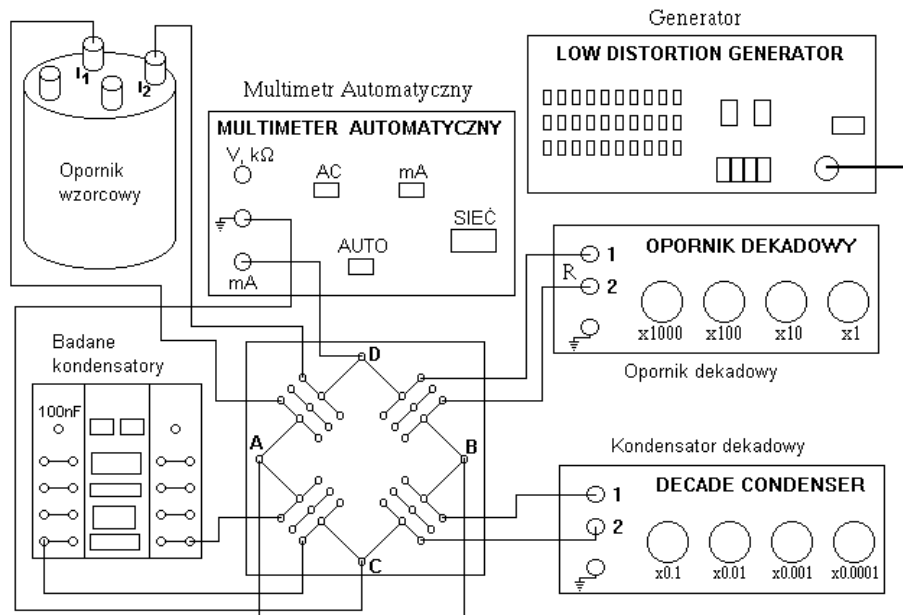 Generator
LOW DISTORTION GENERATOR
I1
I2
Opornik
wzorcowy
Multimetr Automatyczny
MULTIMETER AUTOMATYCZNY
V, kΩ
AC
mA
SIEĆ
AUTO
mA
1
OPORNIK DEKADOWY
R
2
x1000
x100
x10
x1
Opornik dekadowy
Badane
kondensatory
100nF
D
A
B
C
Kondensator dekadowy
1
DECADE CONDENSER
2
x0.1
x0.01
x0.001
x0.0001